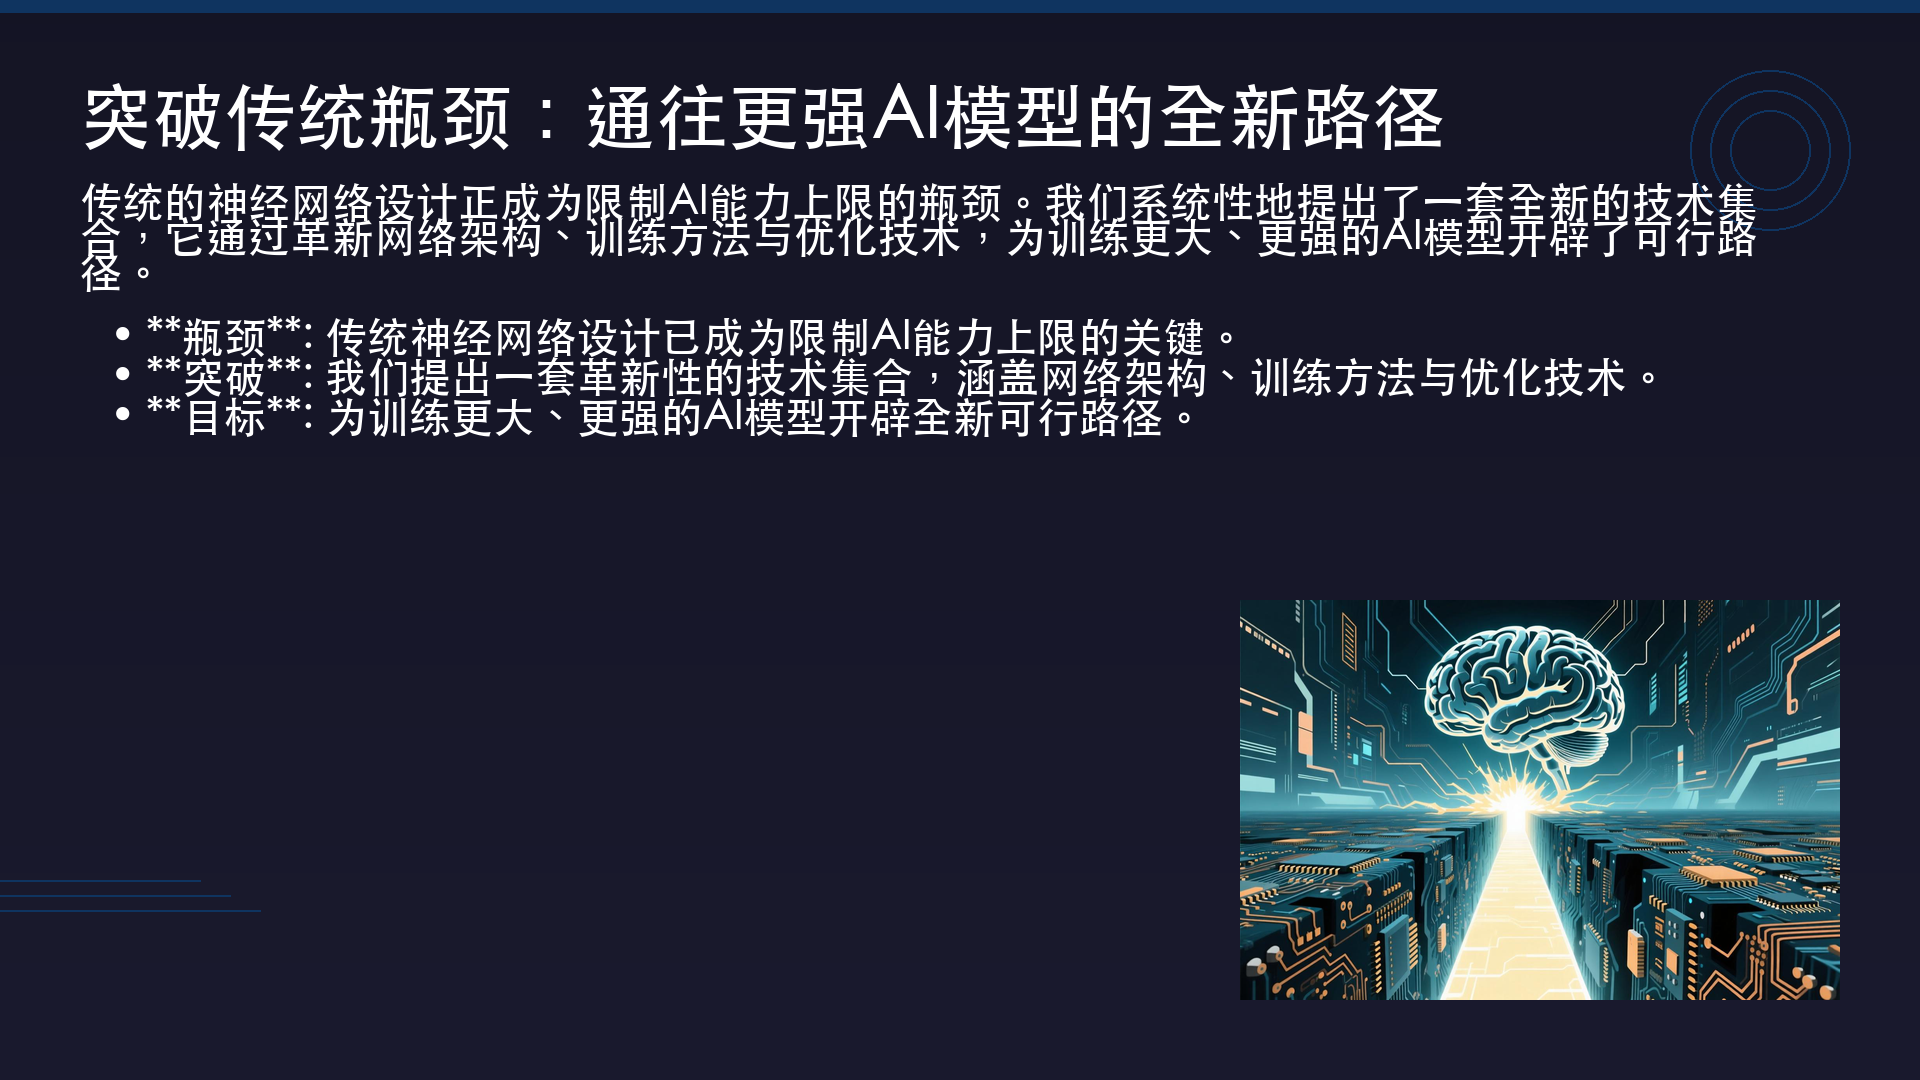 突破传统瓶颈：通往更强AI模型的全新路径
传统的神经网络设计正成为限制AI能力上限的瓶颈。我们系统性地提出了一套全新的技术集
合，它通过革新网络架构、训练方法与优化技术，为训练更大、更强的AI模型开辟了可行路
径。
• **瓶颈**: 传统神经网络设计已成为限制AI能力上限的关键。
• **突破**: 我们提出一套革新性的技术集合，涵盖网络架构、训练方法与优化技术。
• **目标**: 为训练更大、更强的AI模型开辟全新可行路径。